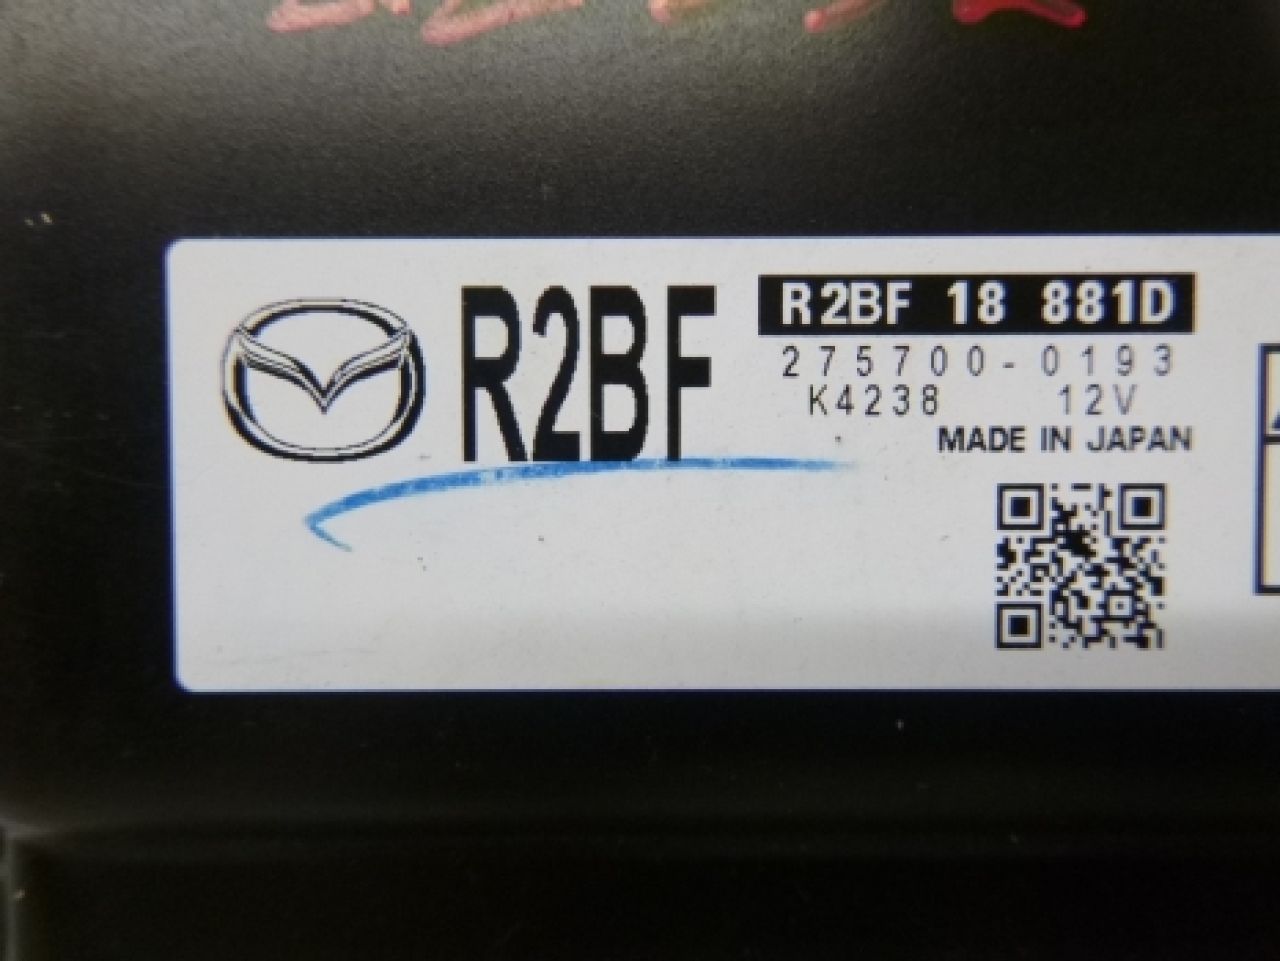 R2BF
R2BF 18 881D
275700-0193
K4238 12V
MADE IN JAPAN